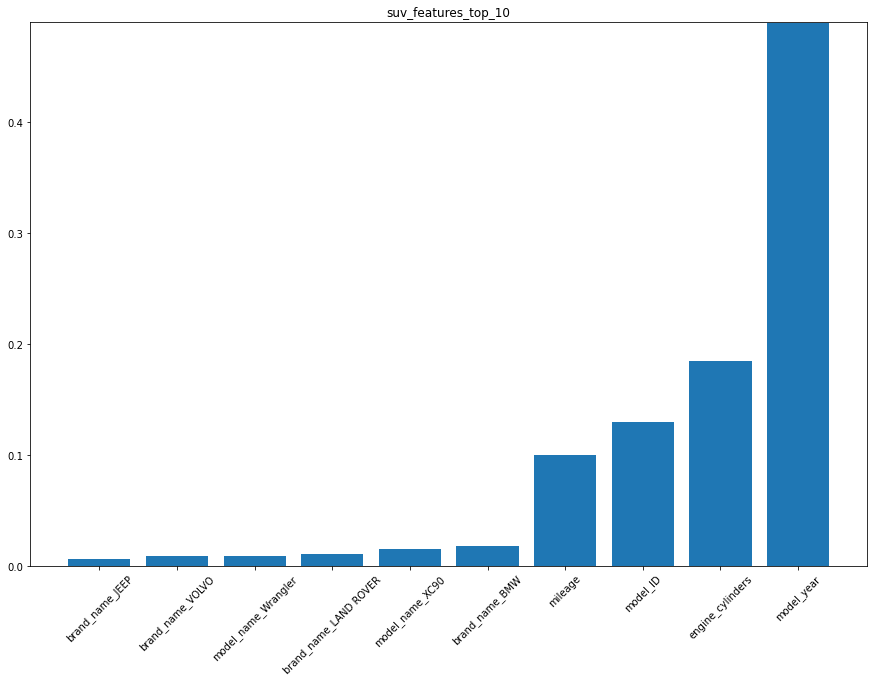 suv_features_top_10
0.4
0.3
0.2
0.1
0.0
brand_name_JEEP
brand_name_VOLVO
model_name_Wrangler
brand_name_LAND ROVER
model_name_XC90
brand_name_BMW
mileage
model_ID
engine_cylinders
model_year